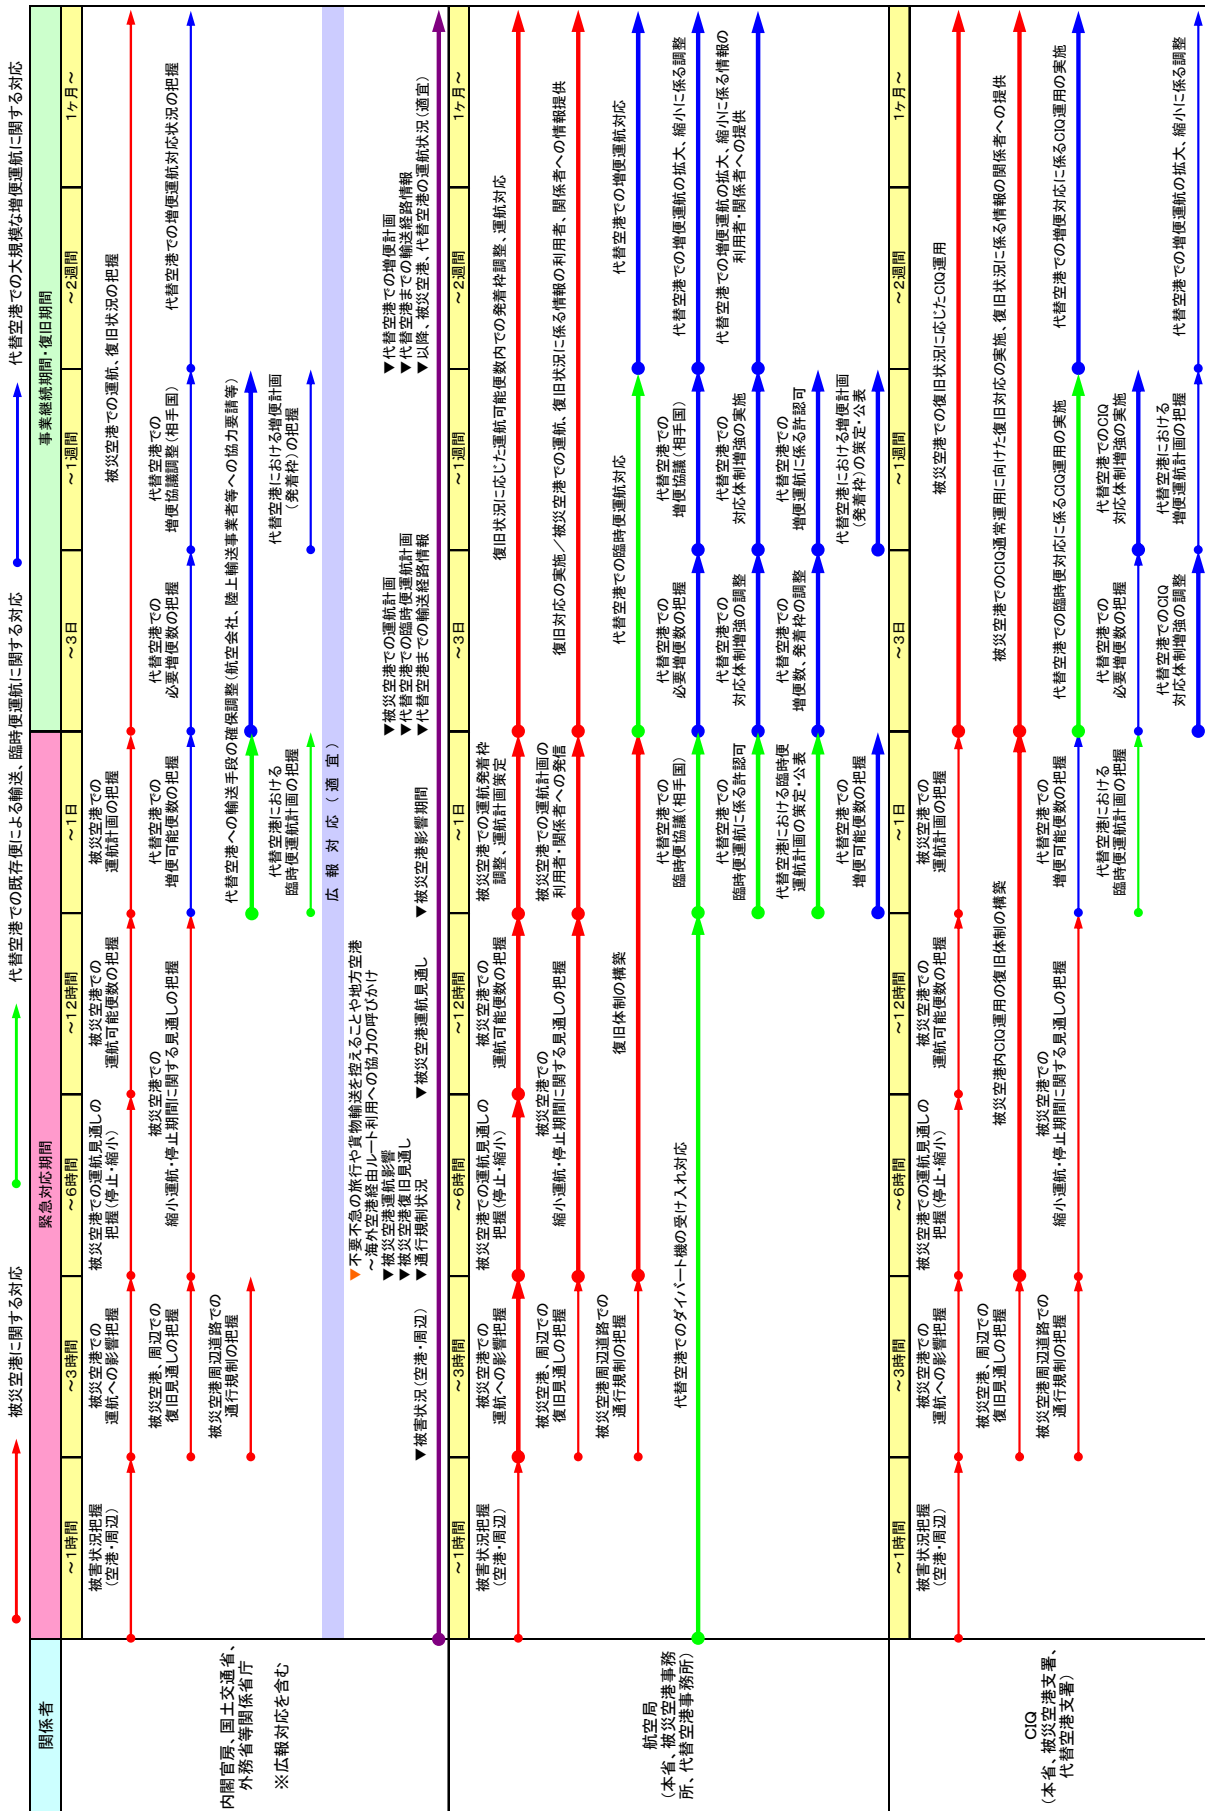 被災空港に関する対応
代替空港での既存便による輸送、臨時便運航に関する対応
代替空港での大規模な増便運航に関する対応
関係者
緊急対応期間
事業継続期間・復旧期間
～1時間
～3時間
～6時間
～12時間
～1日
～3日
～1週間
～2週間
1ヶ月～
内閣官房、国土交通省、
外務省等関係省庁
※広報対応を含む
被害状況把握
(空港・周辺)
被災空港での
運航への影響把握
被災空港での運航見通しの
把握(停止・縮小)
被災空港での
運航可能便数の把握
被災空港での
運航計画の把握
被災空港での運航、復旧状況の把握
被災空港、周辺での
復旧見通しの把握
被災空港での
縮小運航・停止期間に関する見通しの把握
代替空港での
増便可能便数の把握
代替空港での
必要増便数の把握
代替空港での
増便協議調整(相手国)
代替空港での増便運航対応状況の把握
被災空港周辺道路での
通行規制の把握
代替空港への輸送手段の確保調整(航空会社、陸上輸送事業者等への協力要請等)
代替空港における
臨時便運航計画の把握
代替空港における増便計画
(発着枠)の把握
広報対応(適宜)
▼不要不急の旅行や貨物輸送を控えることや地方空港
～海外空港経由ルート利用への協力の呼びかけ
▼被災空港運航影響
▼被災空港復旧見通し
▼被害状況(空港・周辺)
▼通行規制状況
▼被災空港運航見通し
▼被災空港影響期間
▼被災空港での運航計画
▼代替空港での臨時便運航計画
▼代替空港までの輸送経路情報
▼代替空港での増便計画
▼代替空港までの輸送経路情報
▼以降、被災空港、代替空港の運航状況(適宜)
～1時間
～3時間
～6時間
～12時間
～1日
～3日
～1週間
～2週間
1ヶ月～
航空局
(本省、被災空港事務
所、代替空港事務所)
被害状況把握
(空港・周辺)
被災空港での
運航への影響把握
被災空港での運航見通しの
把握(停止・縮小)
被災空港での
運航可能便数の把握
被災空港での運航発着枠
調整、運航計画策定
復旧状況に応じた運航可能便数内での発着枠調整、運航対応
被災空港、周辺での
復旧見通しの把握
被災空港での
縮小運航・停止期間に関する見通しの把握
被災空港での運航計画の
利用者・関係者への発信
復旧対応の実施／被災空港での運航、復旧状況に係る情報の利用者、関係者への情報提供
被災空港周辺道路での
通行規制の把握
復旧体制の構築
代替空港での臨時便運航対応
代替空港での増便運航対応
代替空港でのダイバート機の受け入れ対応
代替空港での
臨時便協議(相手国)
代替空港での
必要増便数の把握
代替空港での
増便協議(相手国)
代替空港での増便運航の拡大、縮小に係る調整
代替空港での
臨時便運航に係る許認可
代替空港での
対応体制増強の調整
代替空港での
対応体制増強の実施
代替空港での増便運航の拡大、縮小に係る情報の
利用者・関係者への提供
代替空港における臨時便
運航計画の策定・公表
代替空港での
増便数、発着枠の調整
代替空港での
増便運航に係る許認可
代替空港での
増便可能便数の把握
代替空港における増便計画
(発着枠)の策定・公表
～1時間
～3時間
～6時間
～12時間
～1日
～3日
～1週間
～2週間
1ヶ月～
CIQ
(本省、被災空港支署、
代替空港支署)
被害状況把握
(空港・周辺)
被災空港での
運航への影響把握
被災空港での運航見通しの
把握(停止・縮小)
被災空港での
運航可能便数の把握
被災空港での
運航計画の把握
被災空港での復旧状況に応じたCIQ運用
被災空港、周辺での
復旧見通しの把握
被災空港内CIQ運用の復旧体制の構築
被災空港でのCIQ通常運用に向けた復旧対応の実施、復旧状況に係る情報の関係者への提供
被災空港周辺道路での
通行規制の把握
被災空港での
縮小運航・停止期間に関する見通しの把握
代替空港での
増便可能便数の把握
代替空港での臨時便対応に係るCIQ運用の実施
代替空港での増便対応に係るCIQ運用の実施
代替空港における
臨時便運航計画の把握
代替空港での
必要増便数の把握
代替空港でのCIQ
対応体制増強の実施
代替空港でのCIQ
対応体制増強の調整
代替空港における
増便運航計画の把握
代替空港での増便運航の拡大、縮小に係る調整